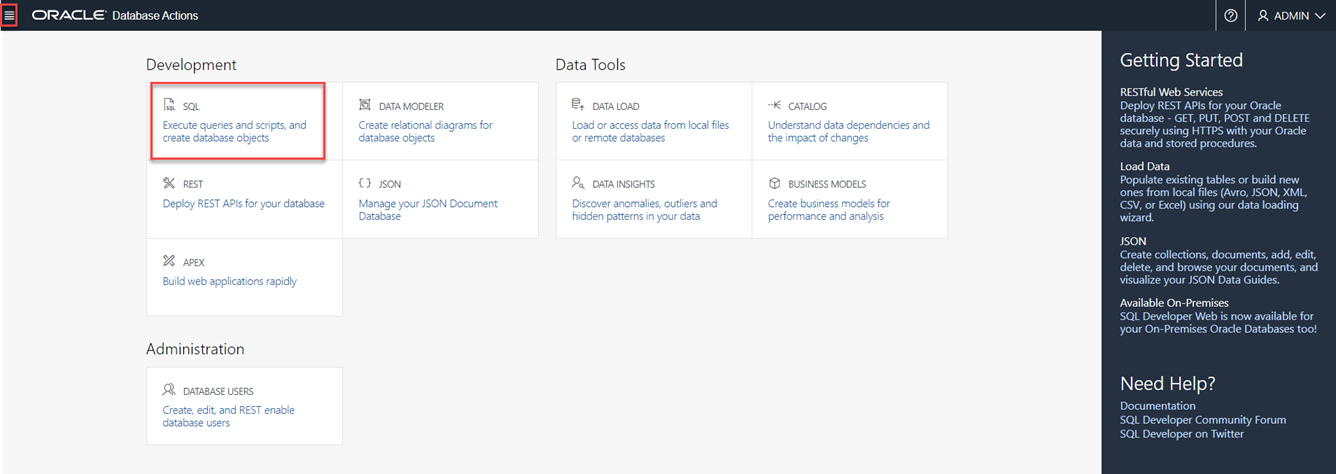 ORACLE Database Actions
ADMIN
Development
SQL
Execute queries and scripts, and
create database objects
DATA MODELER
Create relational diagrams for
database objects
REST
Deploy REST APIs for your database
JSON
Manage your JSON Document
Database
APEX
Build web applications rapidly
Data Tools
DATA LOAD
Load or access data from local files
or remote databases
CATALOG
Understand data dependencies and
the impact of changes
DATA INSIGHTS
Discover anomalies, outliers and
hidden patterns in your data
BUSINESS MODELS
Create business models for
performance and analysis
Administration
DATABASE USERS
Create, edit, and REST enable
database users
Getting Started
RESTful Web Services
Deploy REST APIs for your Oracle
database - GET, PUT, POST and DELETE
securely using HTTPS with your Oracle
data and stored procedures.
Load Data
Populate existing tables or build new
ones from local files (Avro, JSON, XML,
CSV, or Excel) using our data loading
wizard.
JSON
Create collections, documents, add, edit,
delete, and browse your documents, and
visualize your JSON Data Guides.
Available On-Premises
SQL Developer Web is now available for
your On-Premises Oracle Databases too!
Need Help?
Documentation
SQL Developer Community Forum
SQL Developer on Twitter